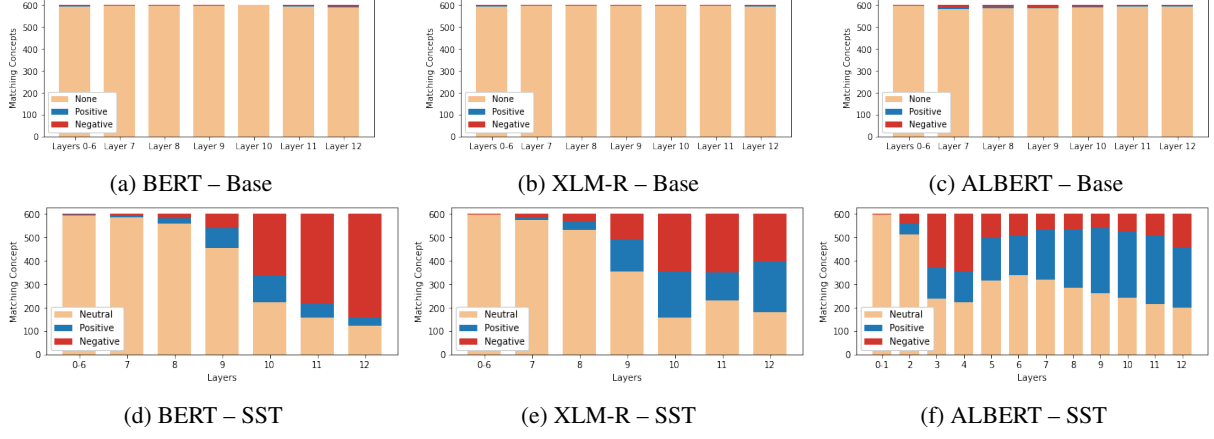 Matching Concepts
600
500
400
300
200
100
0
None
Positive
Negative
Layers 0-6 Layer 7 Layer 8 Layer 9 Layer 10 Layer 11 Layer 12
(a) BERT – Base
Matching Concepts
600
500
400
300
200
100
0
None
Positive
Negative
Layers 0-6 Layer 7 Layer 8 Layer 9 Layer 10 Layer 11 Layer 12
(b) XLM-R – Base
Matching Concepts
600
500
400
300
200
100
0
None
Positive
Negative
Layers 0-6 Layer 7 Layer 8 Layer 9 Layer 10 Layer 11 Layer 12
(c) ALBERT – Base
Matching Concept
600
500
400
300
200
100
0
Neutral
Positive
Negative
0-6 7 8 9 10 11 12
Layers
(d) BERT – SST
Matching Concept
600
500
400
300
200
100
0
Neutral
Positive
Negative
0-6 7 8 9 10 11 12
Layers
(e) XLM-R – SST
Matching Concept
600
500
400
300
200
100
0
Neutral
Positive
Negative
0-1 2 3 4 5 6 7 8 9 10 11 12
Layers
(f) ALBERT – SST